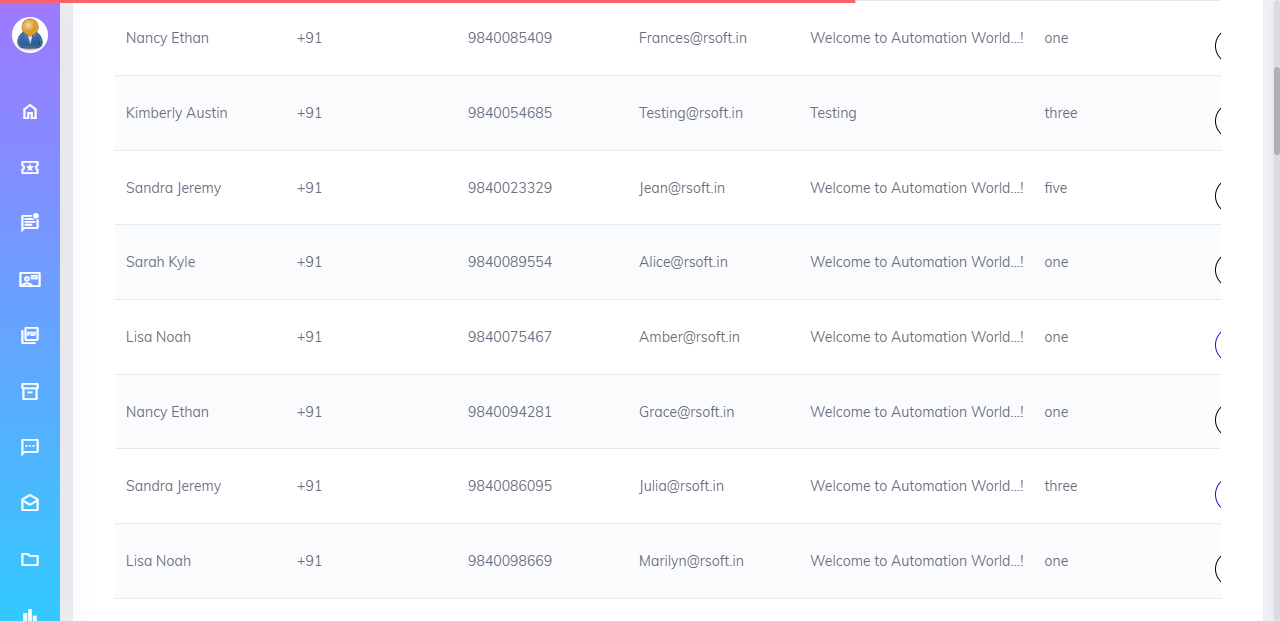 Nancy Ethan +91 9840085409 Frances@rsoft.in Welcome to Automation World...! one
Kimberly Austin +91 9840054685 Testing@rsoft.in Testing three
Sandra Jeremy +91 9840023329 Jean@rsoft.in Welcome to Automation World...! five
Sarah Kyle +91 9840089554 Alice@rsoft.in Welcome to Automation World...! one
Lisa Noah +91 9840075467 Amber@rsoft.in Welcome to Automation World...! one
Nancy Ethan +91 9840094281 Grace@rsoft.in Welcome to Automation World...! one
Sandra Jeremy +91 9840086095 Julia@rsoft.in Welcome to Automation World...! three
Lisa Noah +91 9840098669 Marilyn@rsoft.in Welcome to Automation World...! one